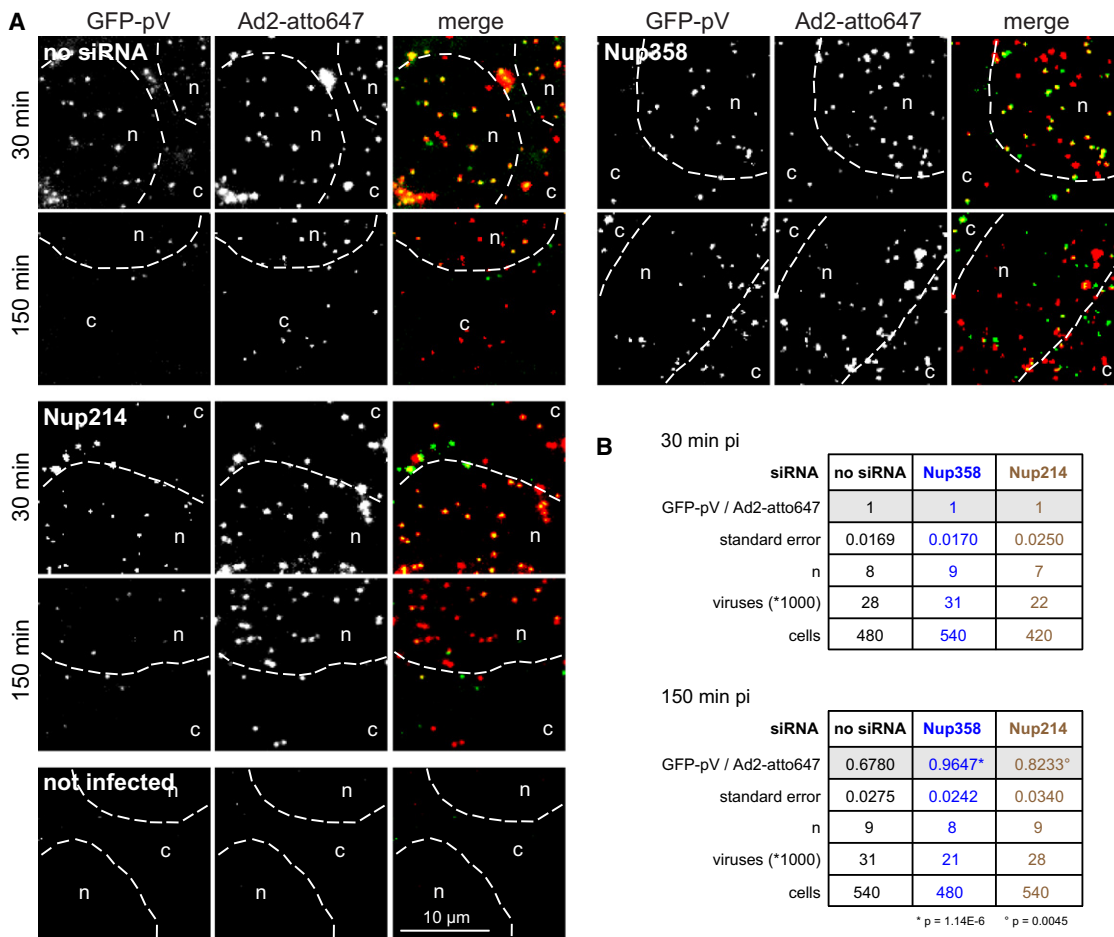 A
GFP-pV Ad2-atto647 merge
no siRNA
30 min
n
n
c
n
n
c
n
n
c
150 min
n
c
n
c
n
c
Nup214
30 min
c
n
c
n
c
n
150 min
n
c
n
c
n
c
not infected
n
c
n
n
c
n
n
c
n
10 µm
GFP-pV Ad2-atto647 merge
Nup358
n
c
n
c
n
c
c
n
c
c
n
c
c
n
c
B
30 min pi
siRNA no siRNA Nup358 Nup214
GFP-pV / Ad2-atto647 1 1 1
standard error 0.0169 0.0170 0.0250
n 8 9 7
viruses (*1000) 28 31 22
cells 480 540 420
150 min pi
siRNA no siRNA Nup358 Nup214
GFP-pV / Ad2-atto647 0.6780 0.9647* 0.8233°
standard error 0.0275 0.0242 0.0340
n 9 8 9
viruses (*1000) 31 21 28
cells 540 480 540
* p = 1.14E-6 ° p = 0.0045